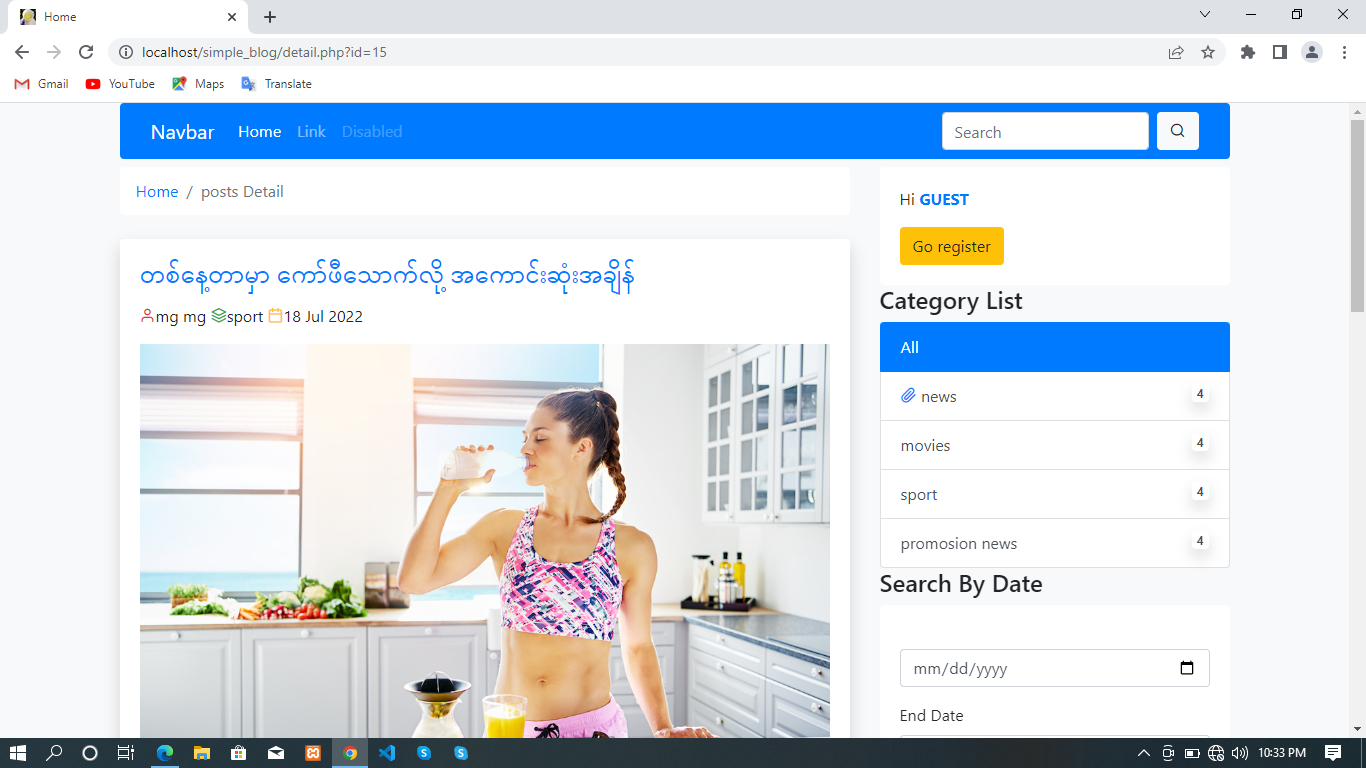 Home
localhost/simple_blog/detail.php?id=15
Gmail YouTube Maps Translate
Navbar Home Link Disabled Search
Home / posts Detail
တစ်နေ့တာမှာ ကော်ဖီသောက်လို့ အကောင်းဆုံးအချိန်
mg mg sport 18 Jul 2022
Hi GUEST
Go register
Category List
All
news 4
movies 4
sport 4
promosion news 4
Search By Date
mm/dd/yyyy
End Date
10:33 PM